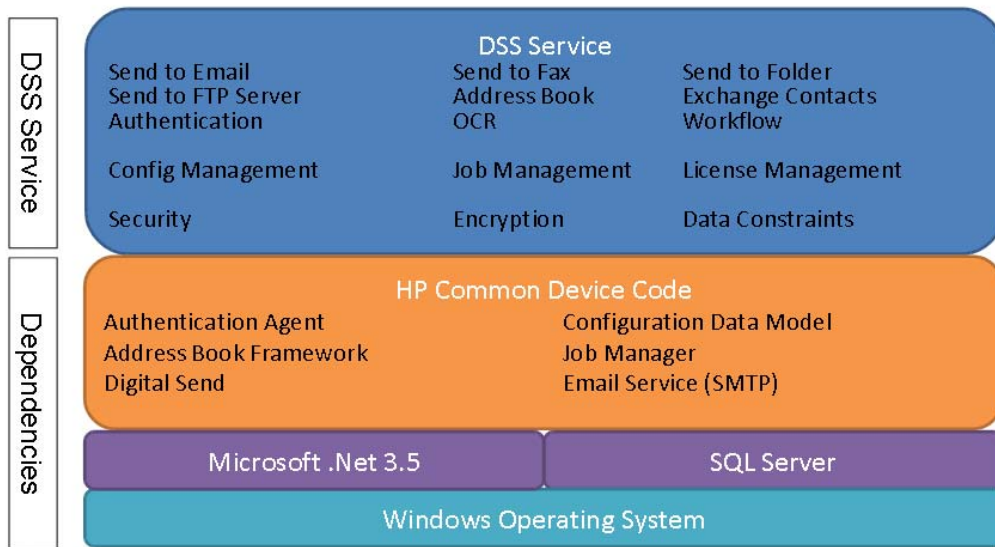 DSS Service
DSS Service
Send to Email Send to Fax Send to Folder
Send to FTP Server Address Book Exchange Contacts
Authentication OCR Workflow
Config Management Job Management License Management
Security Encryption Data Constraints
Dependencies
HP Common Device Code
Authentication Agent Configuration Data Model
Address Book Framework Job Manager
Digital Send Email Service (SMTP)
Microsoft .Net 3.5 SQL Server
Windows Operating System